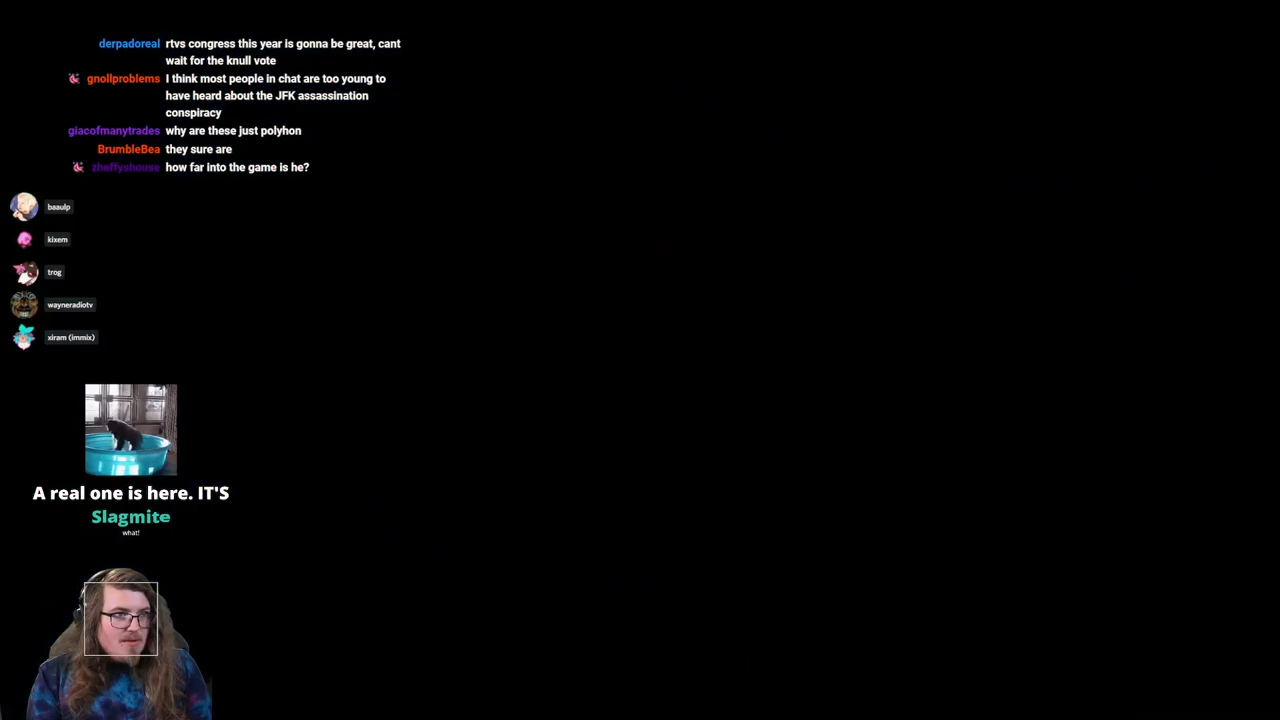 derpadoreal rtvs congress this year is gonna be great, cant
wait for the knull vote
gnollproblems I think most people in chat are too young to
have heard about the JFK assassination
conspiracy
giacofmanytrades why are these just polyhon
BrumbleBea they sure are
zheffyshouse how far into the game is he?
baaulp
kixem
trog
wayneradiotv
xiram (immix)
A real one is here. IT'S
Slagmite
what!